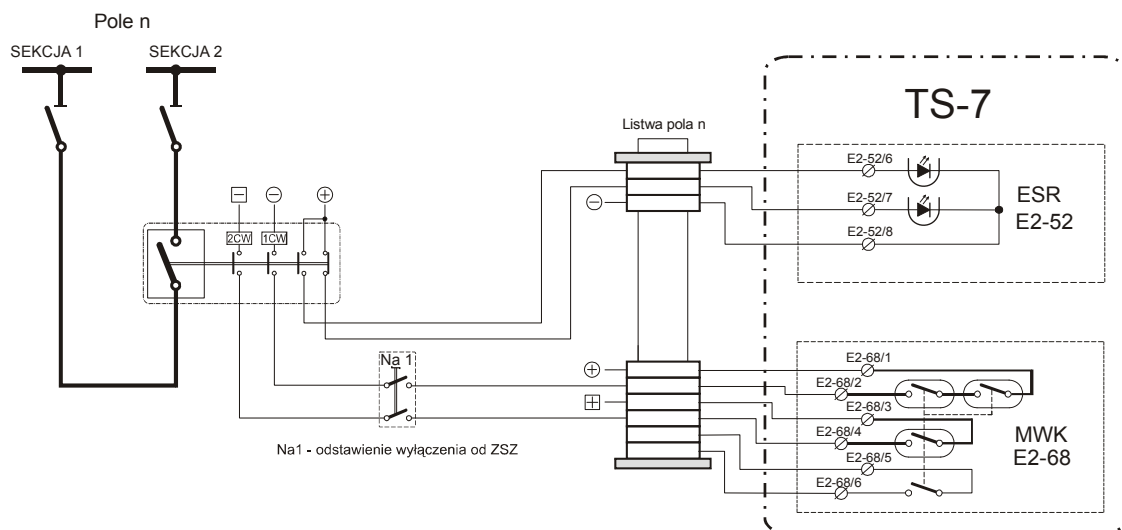 Pole n
SEKCJA 1
SEKCJA 2
TS-7
Listwa pola n
E2-52/6
E2-52/7
E2-52/8
ESR
E2-52
2CW
1CW
Na 1
Na1 - odstawienie wyłączenia od ZSZ
E2-68/1
E2-68/2
E2-68/3
E2-68/4
E2-68/5
E2-68/6
MWK
E2-68